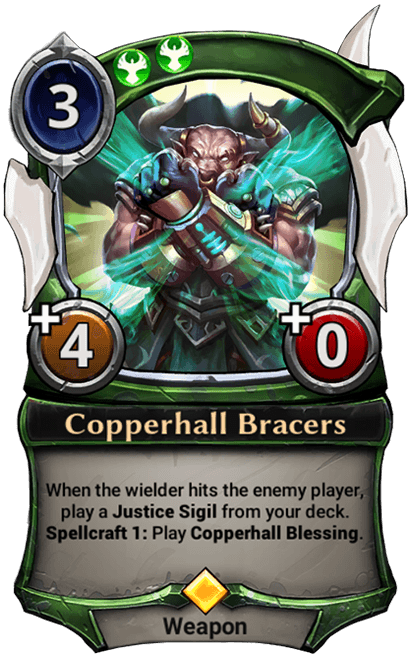 3
+4
+0
Copperhall Bracers
When the wielder hits the enemy player,
play a Justice Sigil from your deck.
Spellcraft 1: Play Copperhall Blessing.
Weapon